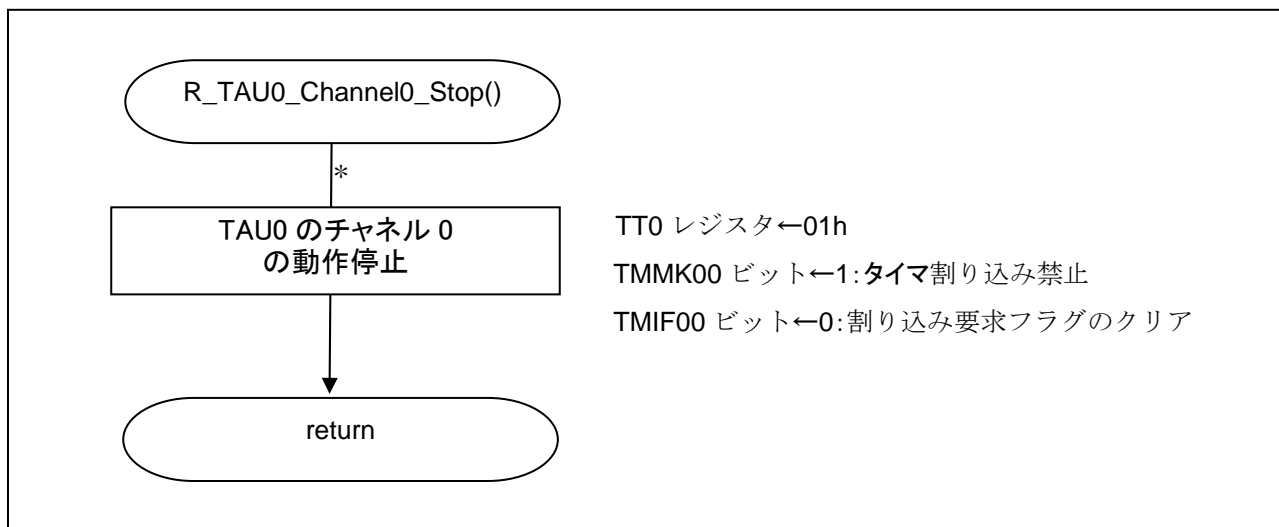 R_TAU0_Channel0_Stop()
*
TAU0 のチャネル 0
の動作停止
TT0 レジスタ←01h
TMMK00 ビット←1:タイマ割り込み禁止
TMIF00 ビット←0:割り込み要求フラグのクリア
return